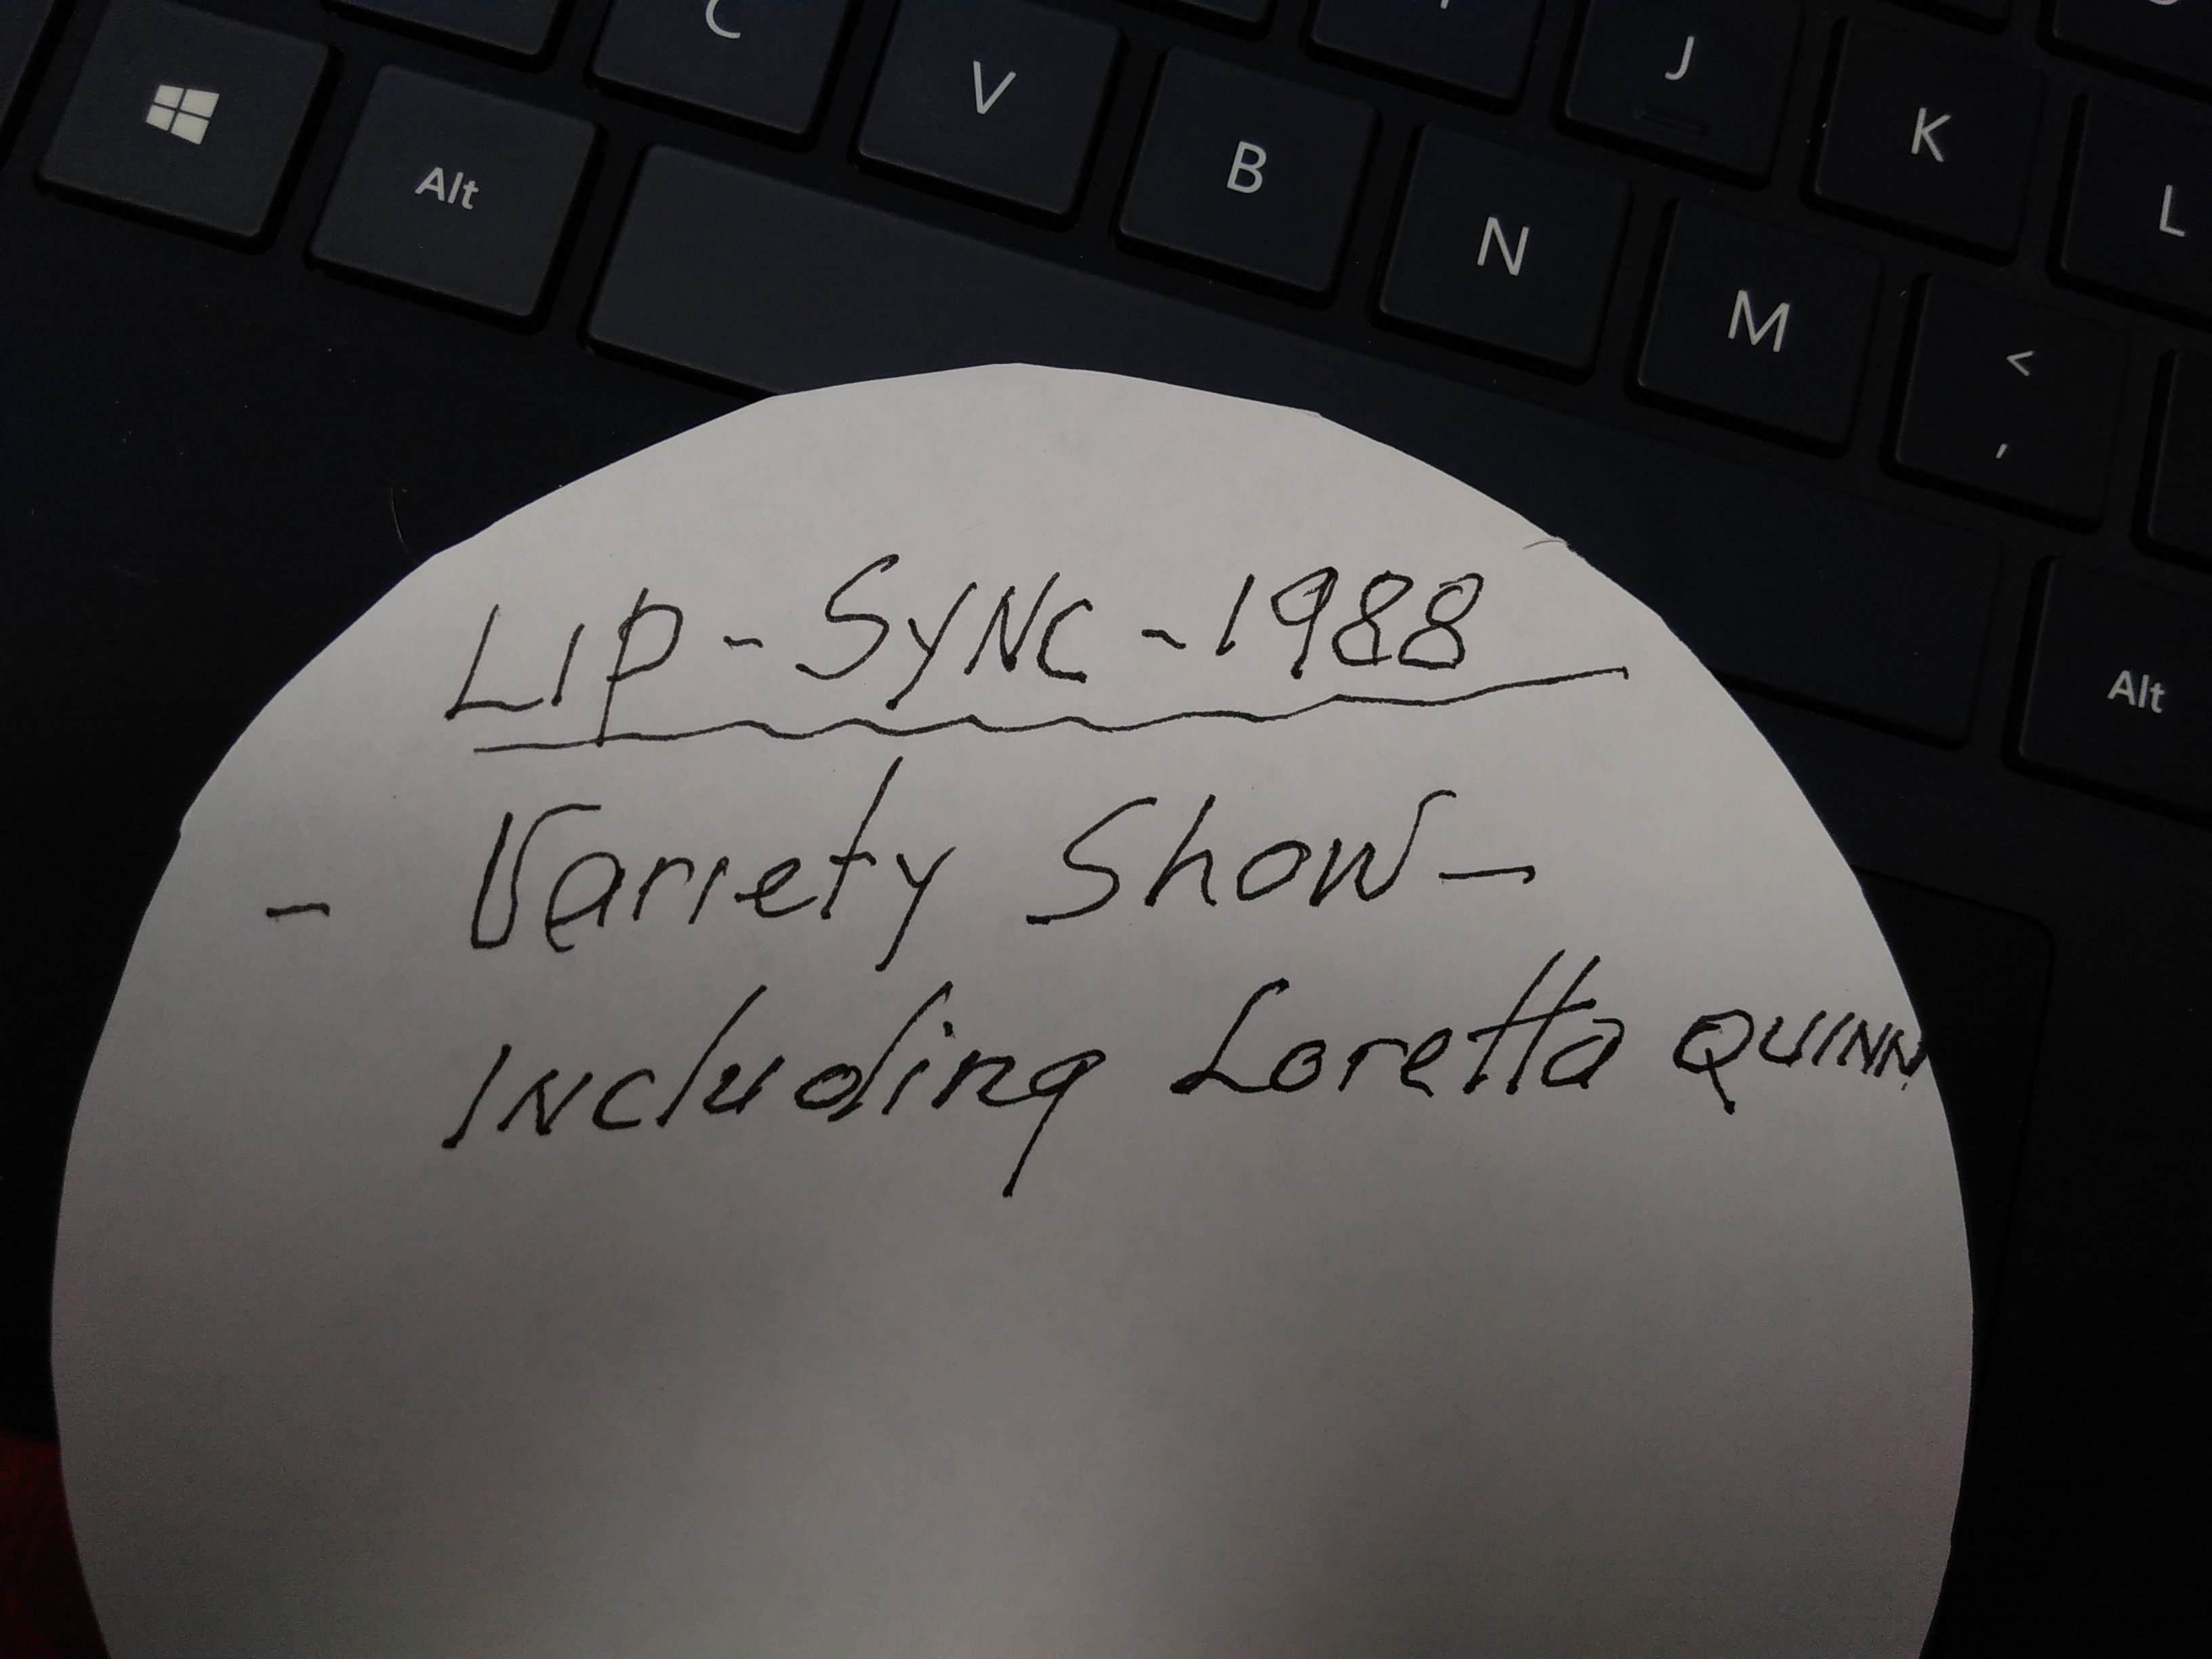 C V B N J K L
Alt
M < ,
Alt
LIP - SYNC - 1988
- Variety Show -
Including Loretta QUINN